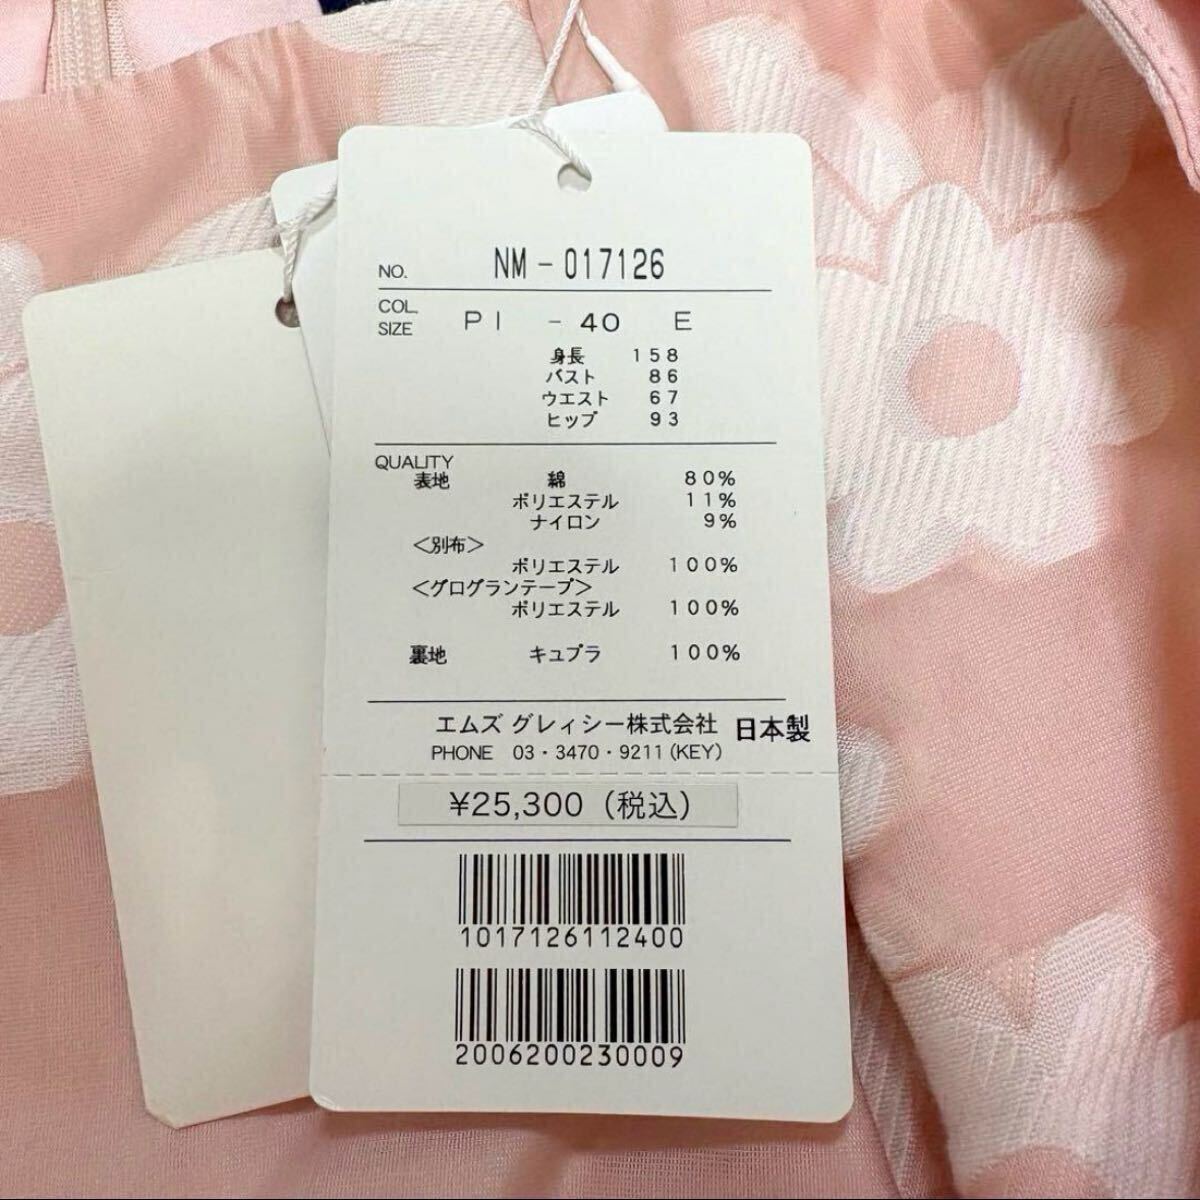 NO. NM-017126
COL.
SIZE PI - 40 E
身長 158
バスト 86
ウエスト 67
ヒップ 93
QUALITY
表地 綿 80%
ポリエステル 11%
ナイロン 9%
<別布>
ポリエステル 100%
<グログランテープ>
ポリエステル 100%
裏地 キュプラ 100%
エムズ グレィシー株式会社 日本製
PHONE 03・3470・9211(KEY)
¥25,300(税込)
1017126112400
2006200230009